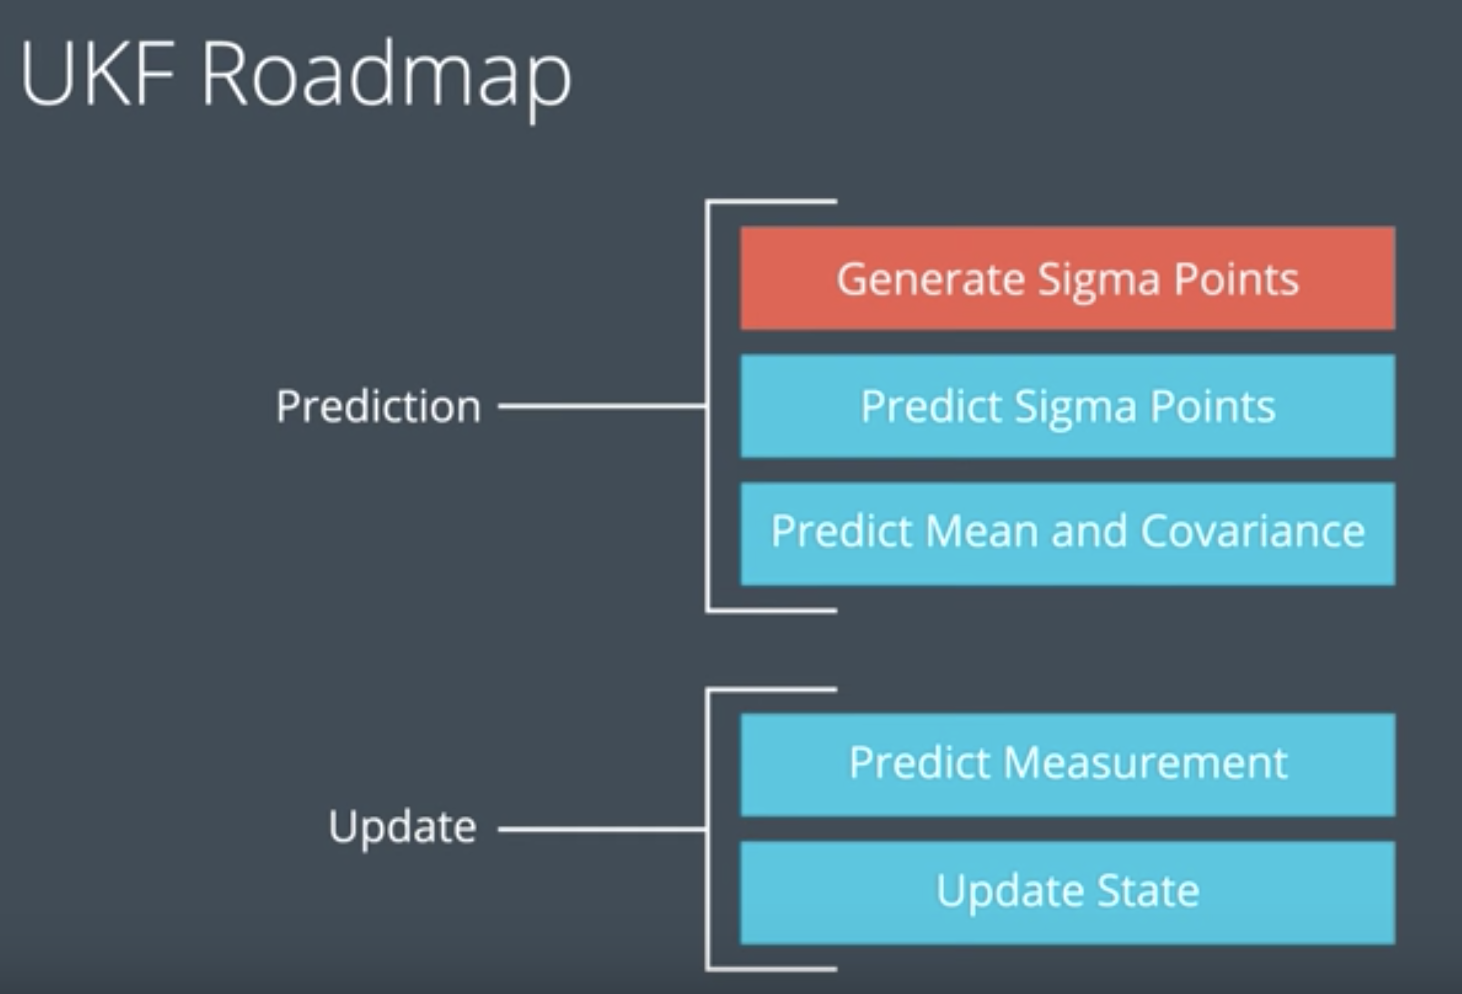 UKF Roadmap
Prediction
Generate Sigma Points
Predict Sigma Points
Predict Mean and Covariance
Update
Predict Measurement
Update State